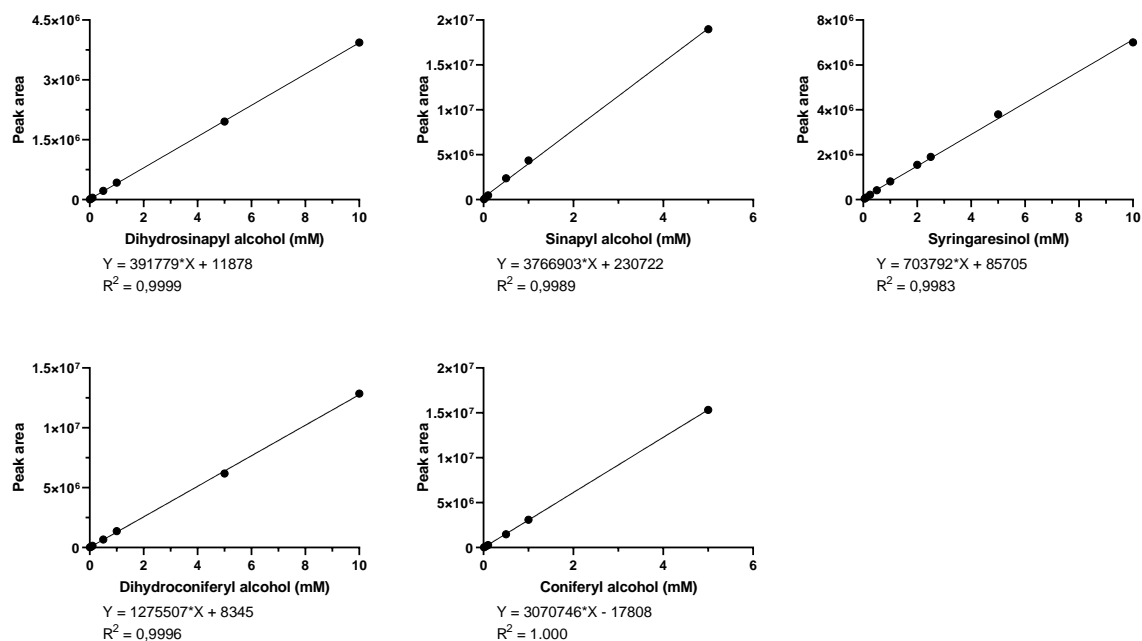 Peak area
4.5×10⁶
3×10⁶
1.5×10⁶
0
0 2 4 6 8 10
Dihydrosinapyl alcohol (mM)
Y = 391779*X + 11878
R² = 0,9999
Peak area
2×10⁷
1.5×10⁷
1×10⁷
5×10⁶
0
0 2 4 6
Sinapyl alcohol (mM)
Y = 3766903*X + 230722
R² = 0,9989
Peak area
8×10⁶
6×10⁶
4×10⁶
2×10⁶
0
0 2 4 6 8 10
Syringaresinol (mM)
Y = 703792*X + 85705
R² = 0,9983
Peak area
1.5×10⁷
1×10⁷
5×10⁶
0
0 2 4 6 8 10
Dihydroconiferyl alcohol (mM)
Y = 1275507*X + 8345
R² = 0,9996
Peak area
2×10⁷
1.5×10⁷
1×10⁷
5×10⁶
0
0 2 4 6
Coniferyl alcohol (mM)
Y = 3070746*X - 17808
R² = 1.000